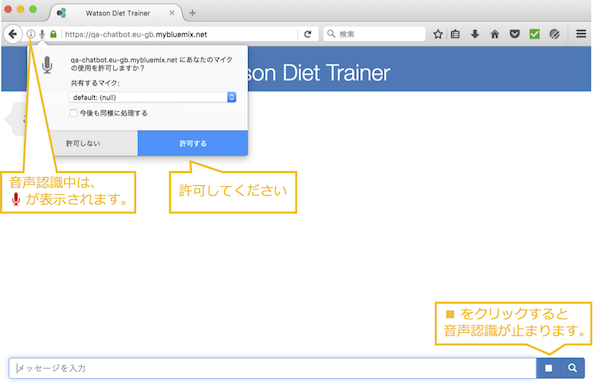 Watson Diet Trainer
https://qa-chatbot.eu-gb.mybluemix.net
検索
qa-chatbot.eu-gb.mybluemix.net にあなたのマイク
の使用を許可しますか？
共有するマイク:
default: (null)
今後も同様に処理する
許可しない
許可する
Watson Diet Trainer
音声認識中は、
が表示されます。
許可してください
■ をクリックすると
音声認識が止まります。
メッセージを入力